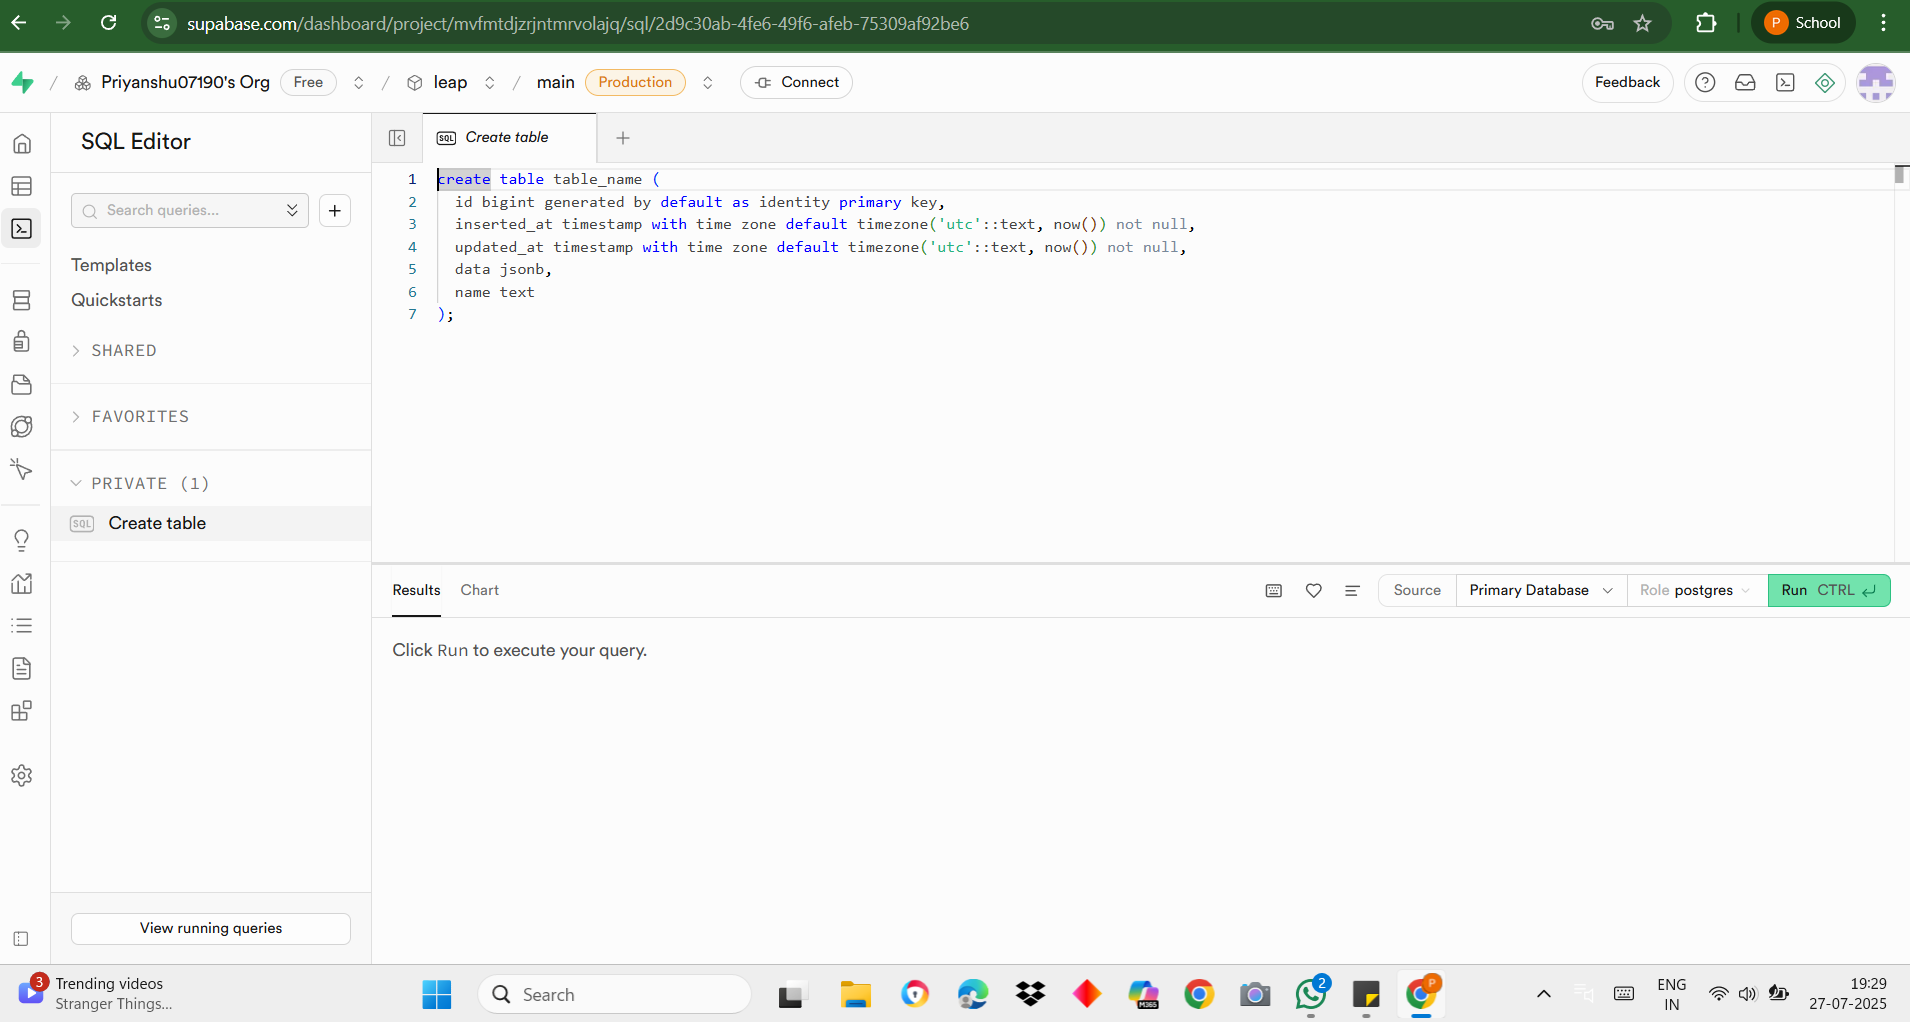 supabase.com/dashboard/project/mvfmtdjzrjntmrvolajq/sql/2d9c30ab-4fe6-49f6-afeb-75309af92be6
P School
/ Priyanshu07190's Org Free / leap / main Production Connect
Feedback
SQL Editor
SQL Create table
Search queries...
Templates
Quickstarts
SHARED
FAVORITES
PRIVATE (1)
SQL Create table
View running queries
1 create table table_name (
2 id bigint generated by default as identity primary key,
3 inserted_at timestamp with time zone default timezone('utc'::text, now()) not null,
4 updated_at timestamp with time zone default timezone('utc'::text, now()) not null,
5 data jsonb,
6 name text
7 );
Results Chart
Source Primary Database Role postgres Run CTRL
Click Run to execute your query.
3 Trending videos
Stranger Things...
Search
M365
2
P
ENG
IN
19:29
27-07-2025